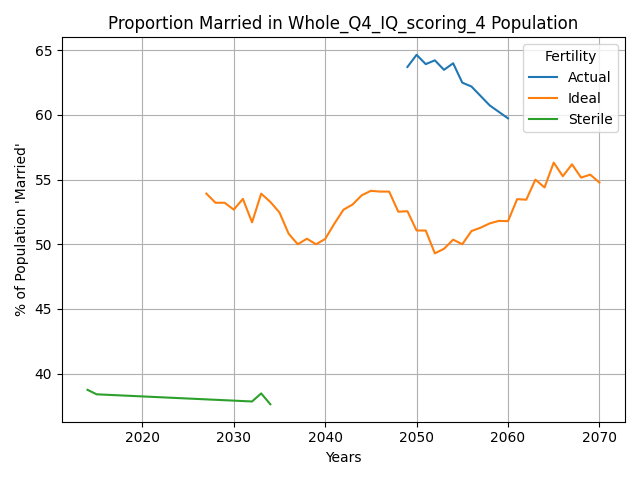 Proportion Married in Whole_Q4_IQ_scoring_4 Population
% of Population 'Married'
65
60
55
50
45
40
Fertility
Actual
Ideal
Sterile
2020
2030
2040
2050
2060
2070
Years